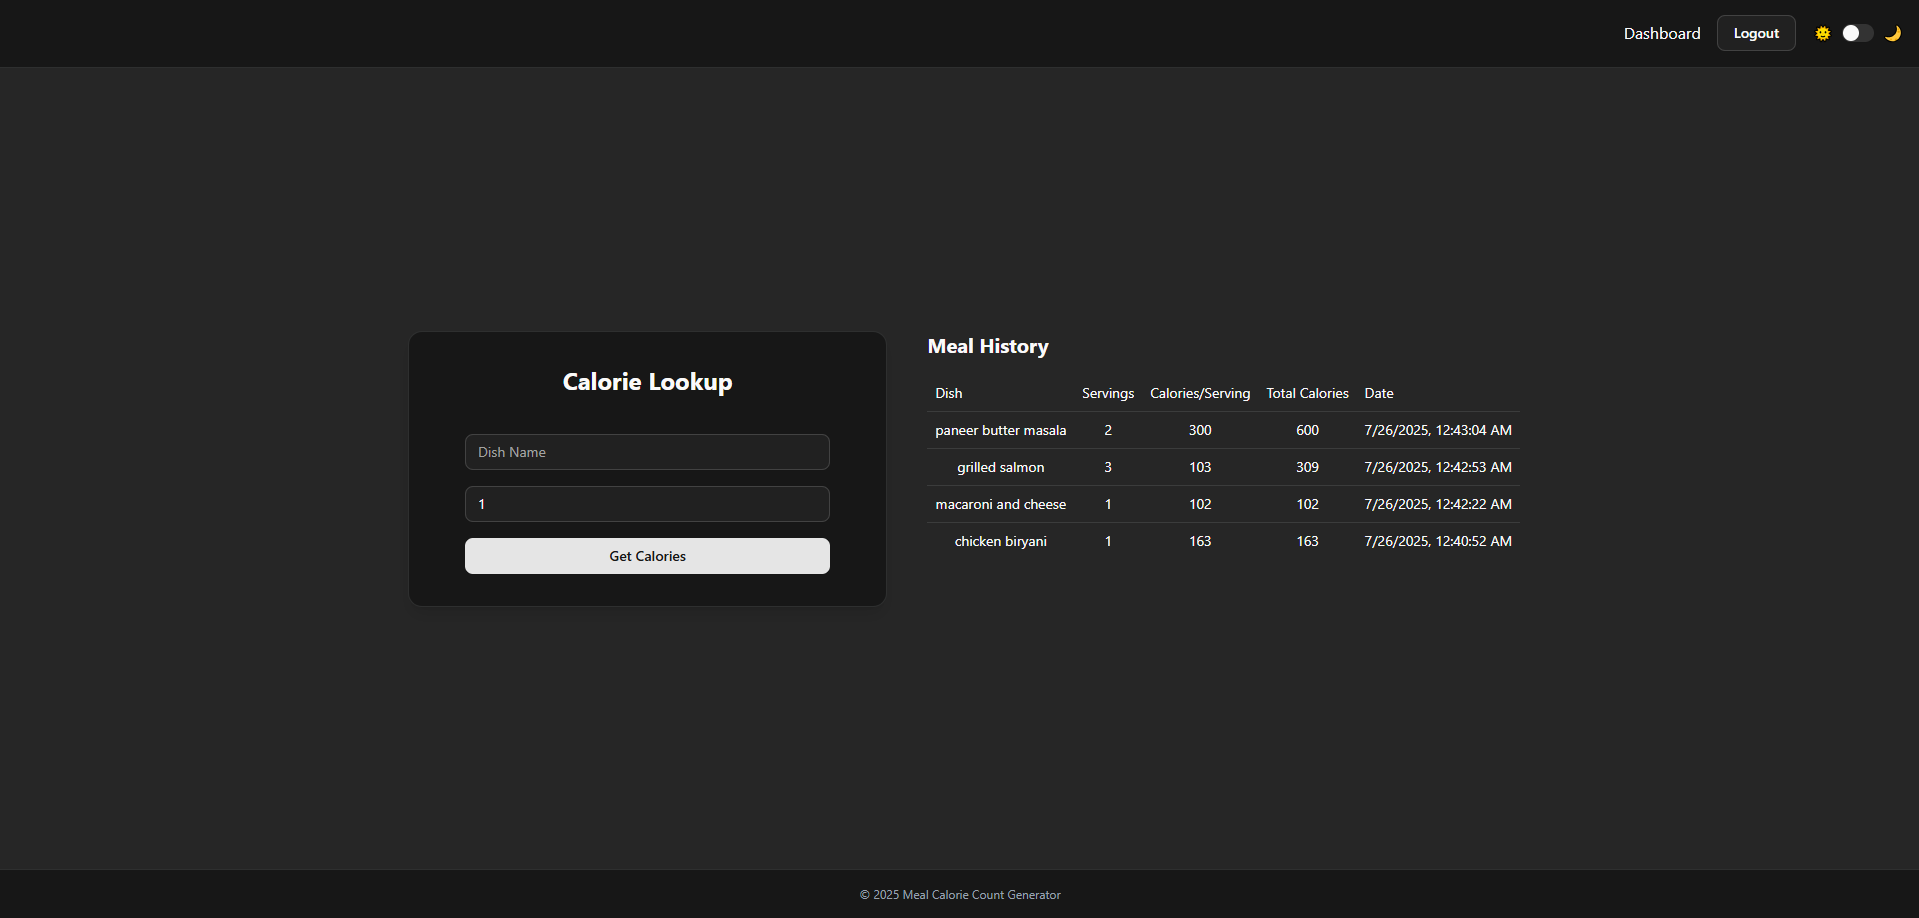 Dashboard Logout
Calorie Lookup
Dish Name
1
Get Calories
Meal History
Dish Servings Calories/Serving Total Calories Date
paneer butter masala 2 300 600 7/26/2025, 12:43:04 AM
grilled salmon 3 103 309 7/26/2025, 12:42:53 AM
macaroni and cheese 1 102 102 7/26/2025, 12:42:22 AM
chicken biryani 1 163 163 7/26/2025, 12:40:52 AM
© 2025 Meal Calorie Count Generator